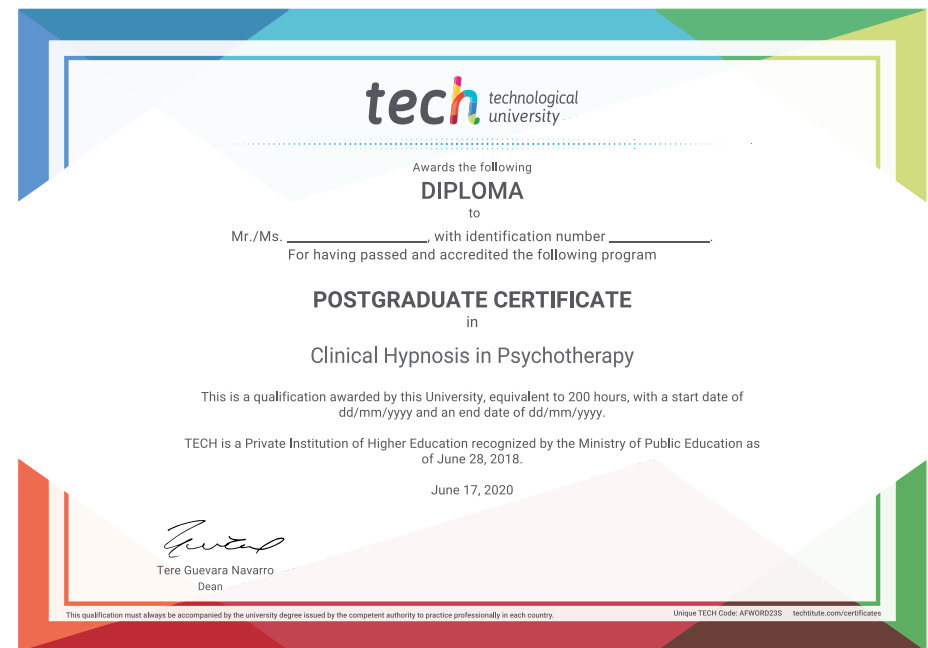 tech technological
university
Awards the following
DIPLOMA
to
Mr./Ms. ____________, with identification number ____________.
For having passed and accredited the following program
POSTGRADUATE CERTIFICATE
in
Clinical Hypnosis in Psychotherapy
This is a qualification awarded by this University, equivalent to 200 hours, with a start date of
dd/mm/yyyy and an end date of dd/mm/yyyy.
TECH is a Private Institution of Higher Education recognized by the Ministry of Public Education as
of June 28, 2018.
June 17, 2020
Tere Guevara Navarro
Dean
This qualification must always be accompanied by the university degree issued by the competent authority to practice professionally in each country. Unique TECH Code: AFWORD23S techtitute.com/certificates